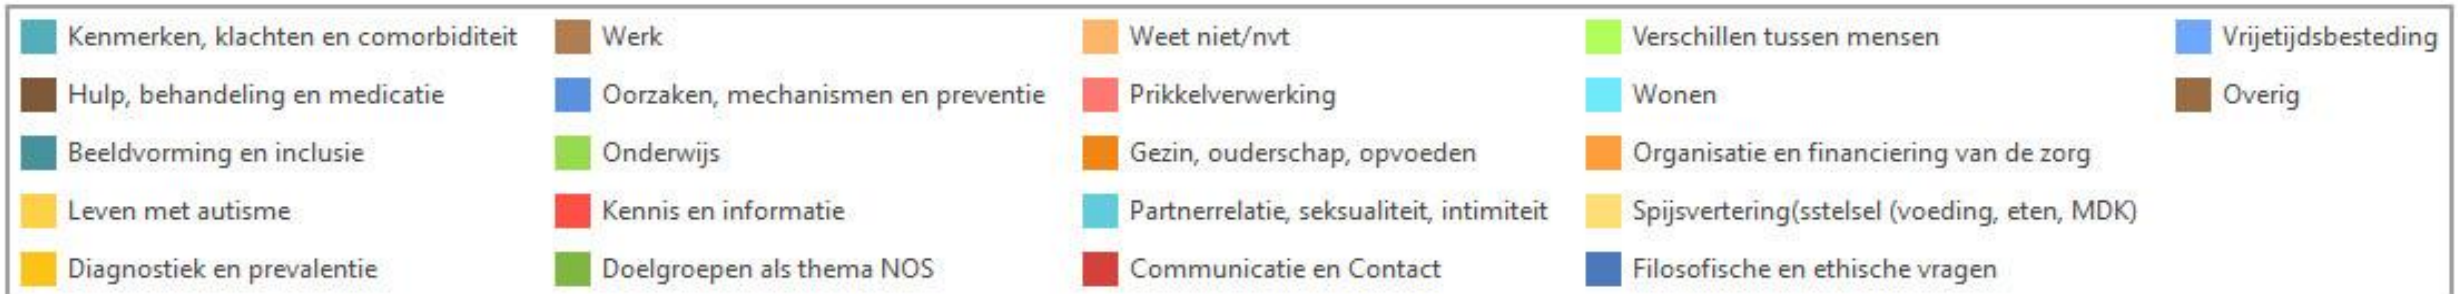 Kenmerken, klachten en comorbiditeit
Hulp, behandeling en medicatie
Beeldvorming en inclusie
Leven met autisme
Diagnostiek en prevalentie
Werk
Oorzaken, mechanismen en preventie
Onderwijs
Kennis en informatie
Doelgroepen als thema NOS
Weet niet/nvt
Prikkelverwerking
Gezin, ouderschap, opvoeden
Partnerrelatie, seksualiteit, intimiteit
Communicatie en Contact
Verschillen tussen mensen
Wonen
Organisatie en financiering van de zorg
Spijsvertering(sstelsel (voeding, eten, MDK)
Filosofische en ethische vragen
Vrijetijdsbesteding
Overig